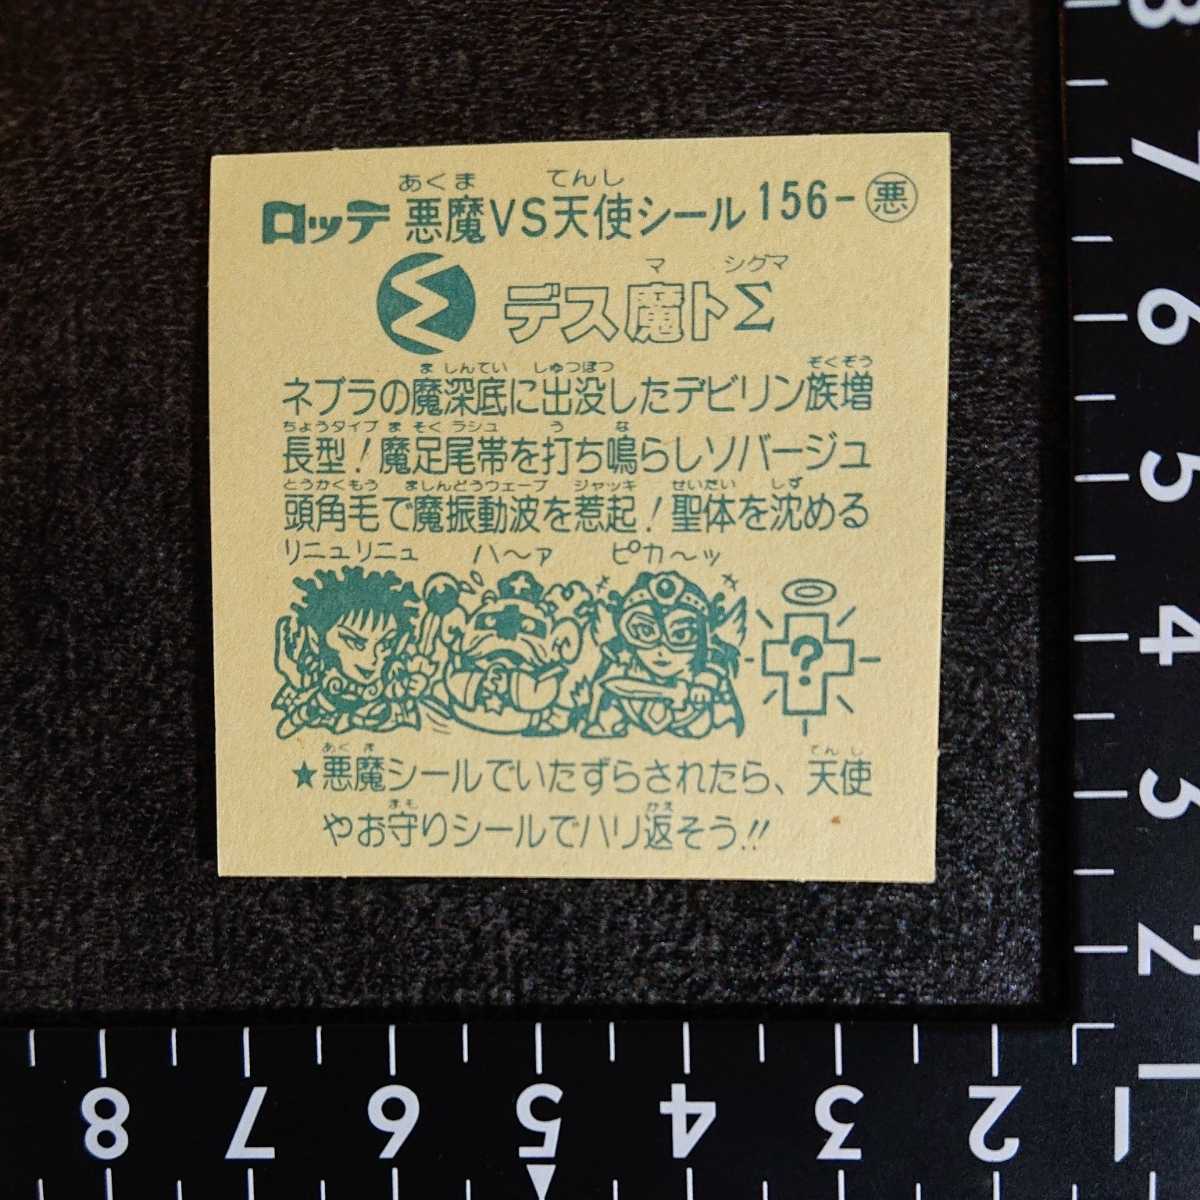 あくま てんし
ロッテ 悪魔VS天使シール 156-悪
マ シグマ
デス魔トΣ
ま しんてい しゅつぼつ ぞくぞう
ネブラの魔深底に出没したデビリン族増
ちょうタイプ ま そく ラシュ う な
長型!魔足尾帯を打ち鳴らしソバージュ
とうかくもう ましんどうウェーブ ジャッキ せいたい しず
頭角毛で魔振動波を惹起!聖体を沈める
リニュリニュ ハ〜ァ ピカ〜ッ
?
あくま てんし
★悪魔シールでいたずらされたら、天使
まも かえ
やお守りシールでハリ返そう!!
8
7
6
5
4
3
2
1
8 7 6 5 4 3 2 1